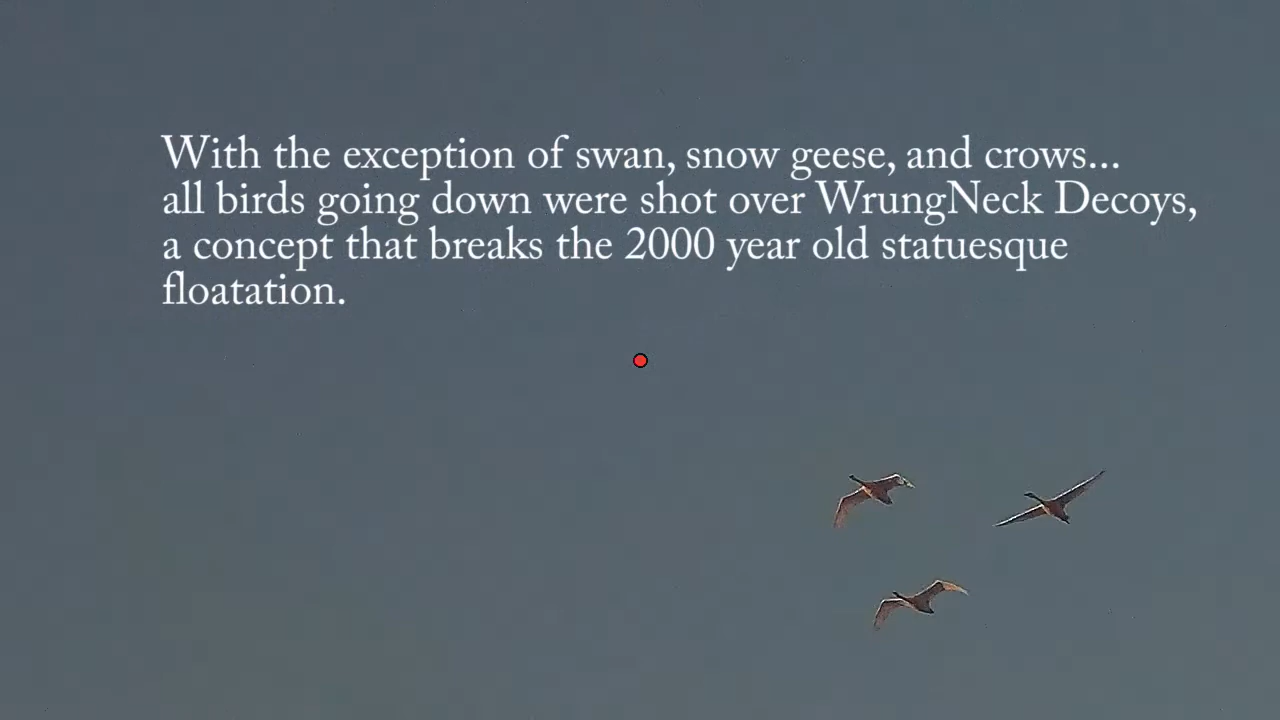 With the exception of swan, snow geese, and crows...
all birds going down were shot over WrungNeck Decoys,
a concept that breaks the 2000 year old statuesque
floatation.